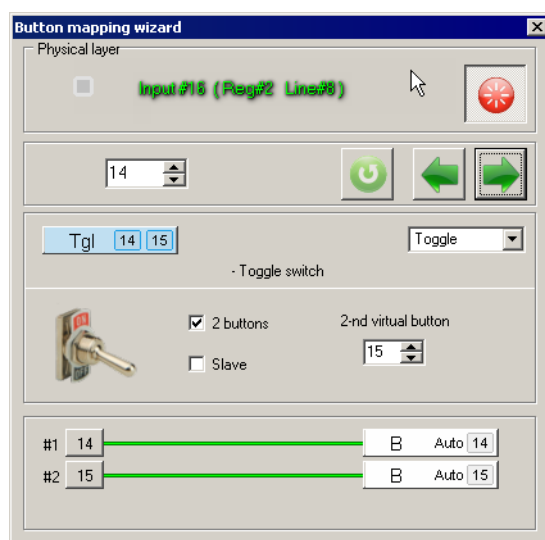 Button mapping wizard
Physical layer
Input#15 (Reg#2 Line#8)
14
Tgl 14 15
Toggle
- Toggle switch
2 buttons
2-nd virtual button
15
Slave
#1 14 B Auto 14
#2 15 B Auto 15